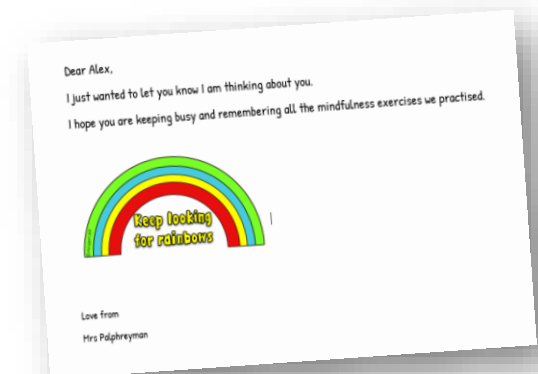 Dear Alex,
I just wanted to let you know I am thinking about you.
I hope you are keeping busy and remembering all the mindfulness exercises we practised.
Keep looking
for rainbows
Love from
Mrs Palphreyman